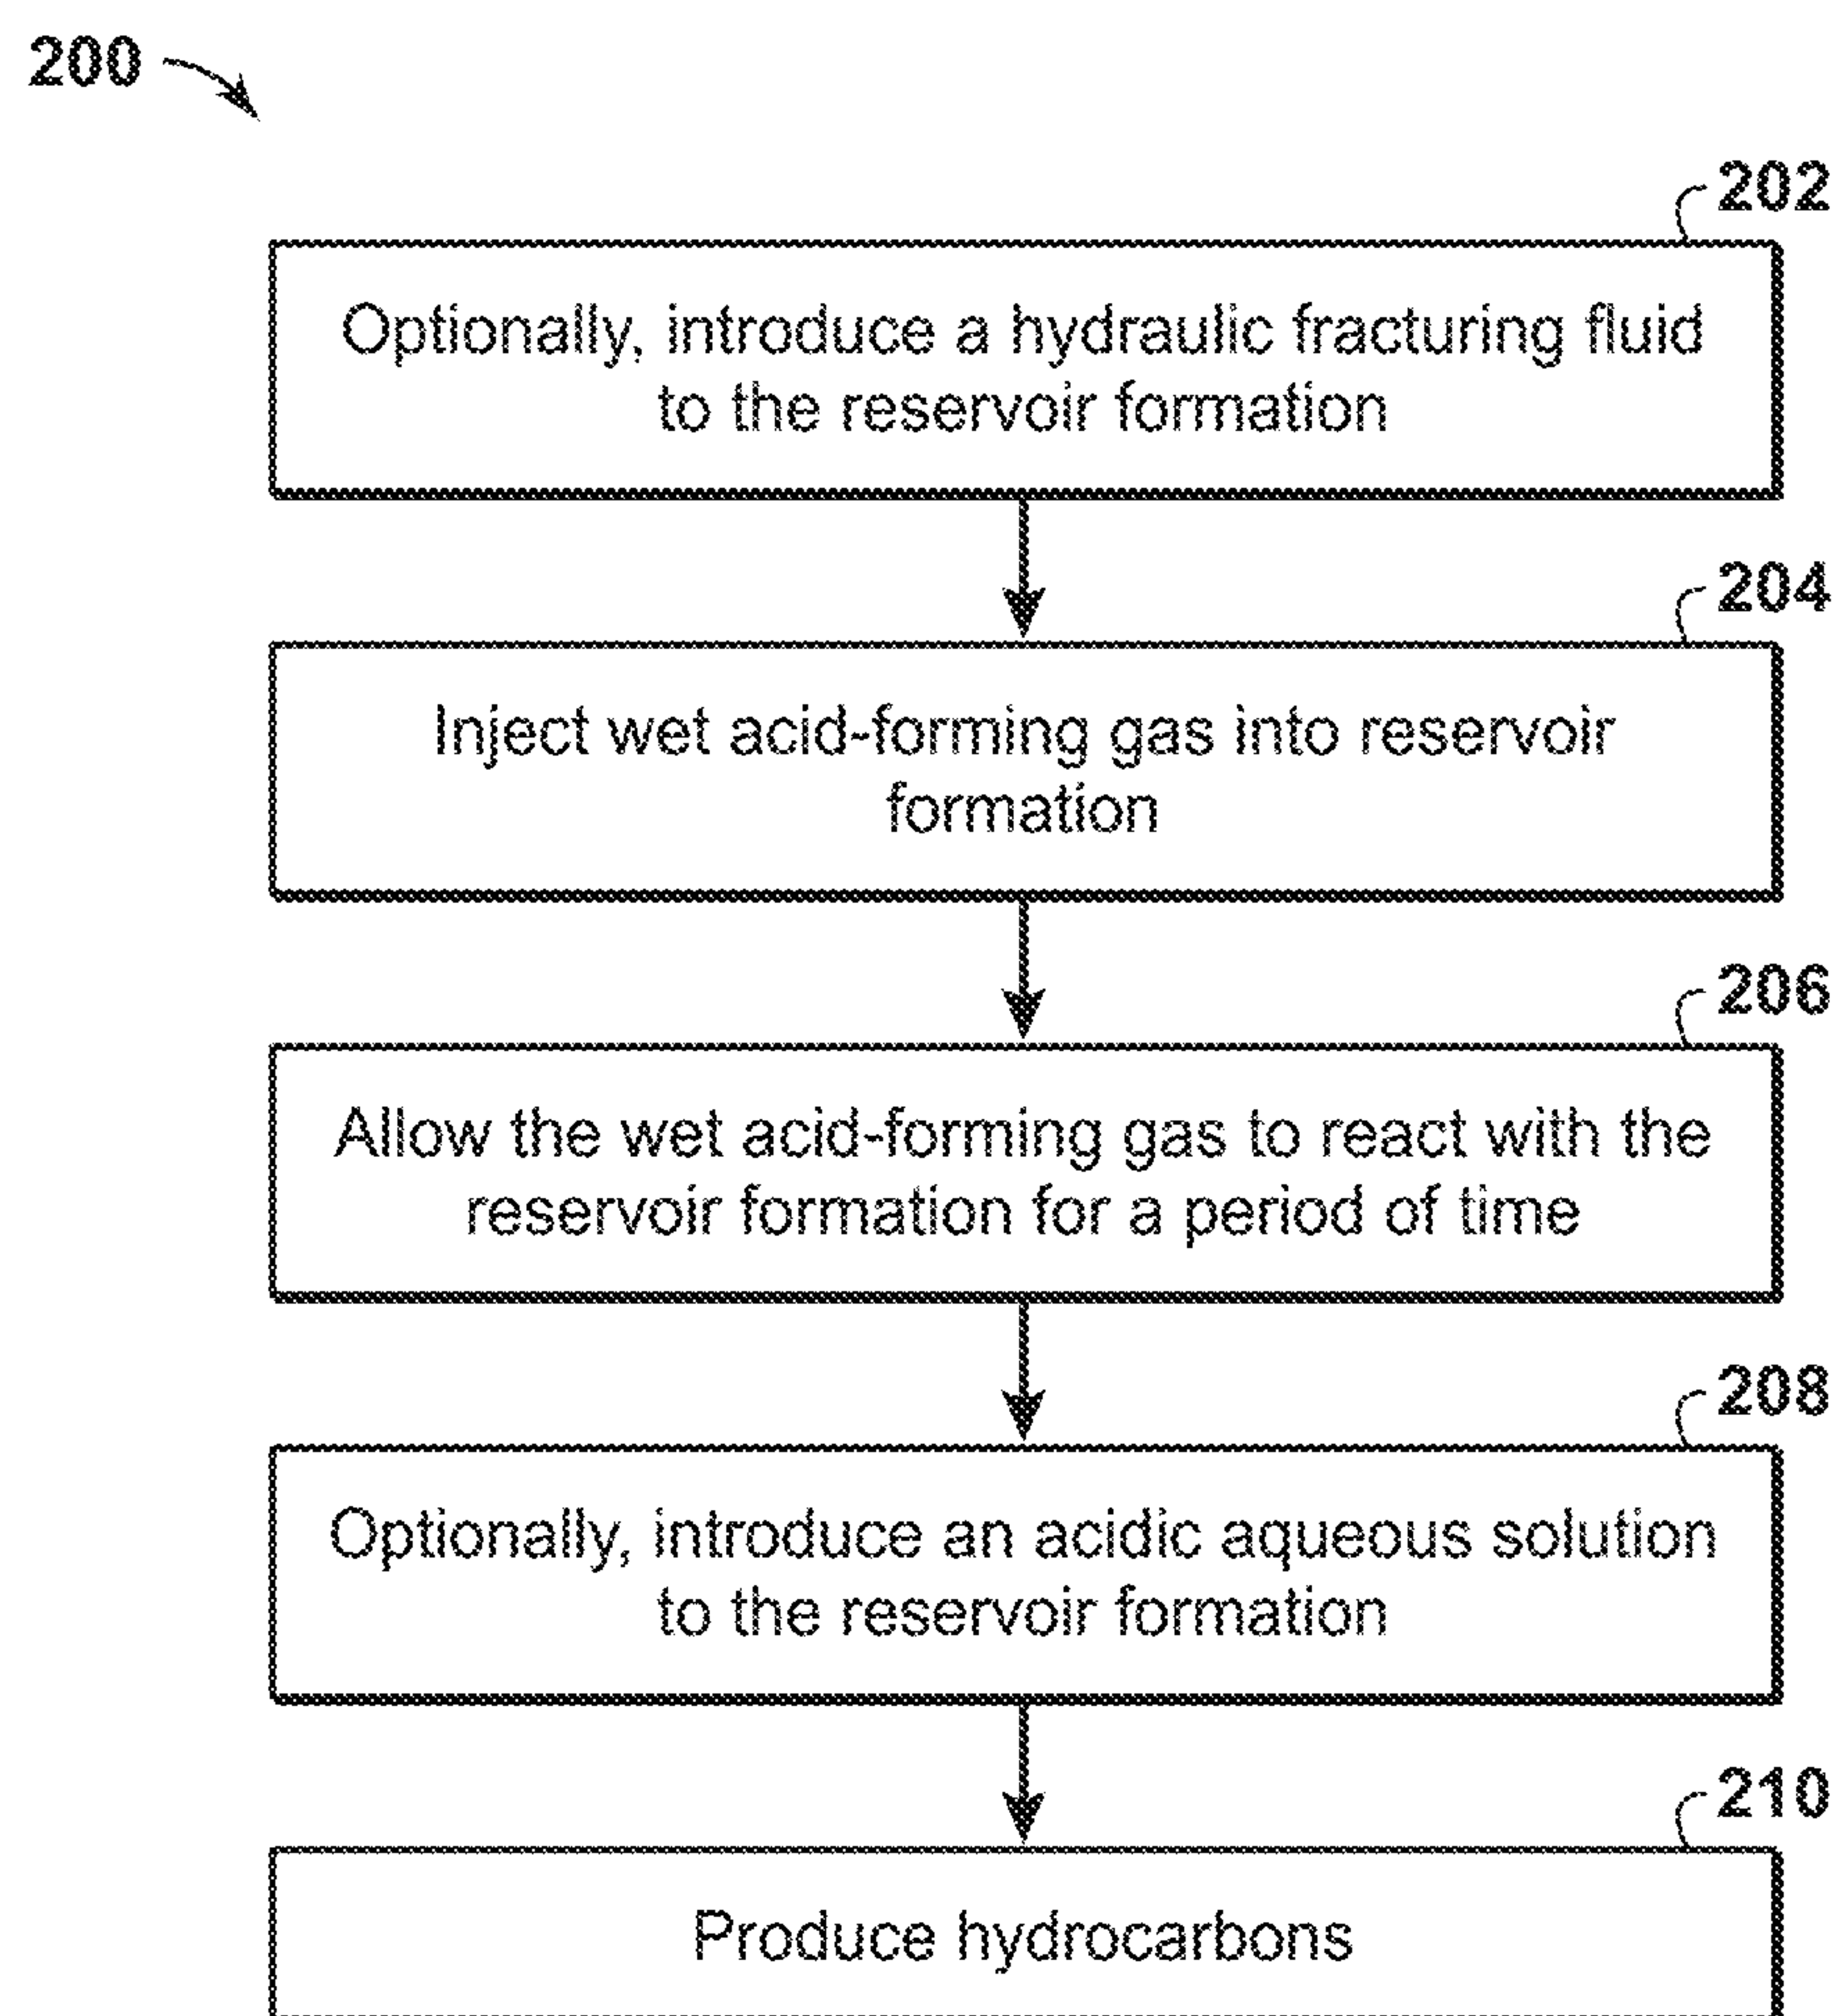 200
202
Optionally, introduce a hydraulic fracturing fluid
to the reservoir formation
204
Inject wet acid-forming gas into reservoir
formation
206
Allow the wet acid-forming gas to react with the
reservoir formation for a period of time
208
Optionally, introduce an acidic aqueous solution
to the reservoir formation
210
Produce hydrocarbons